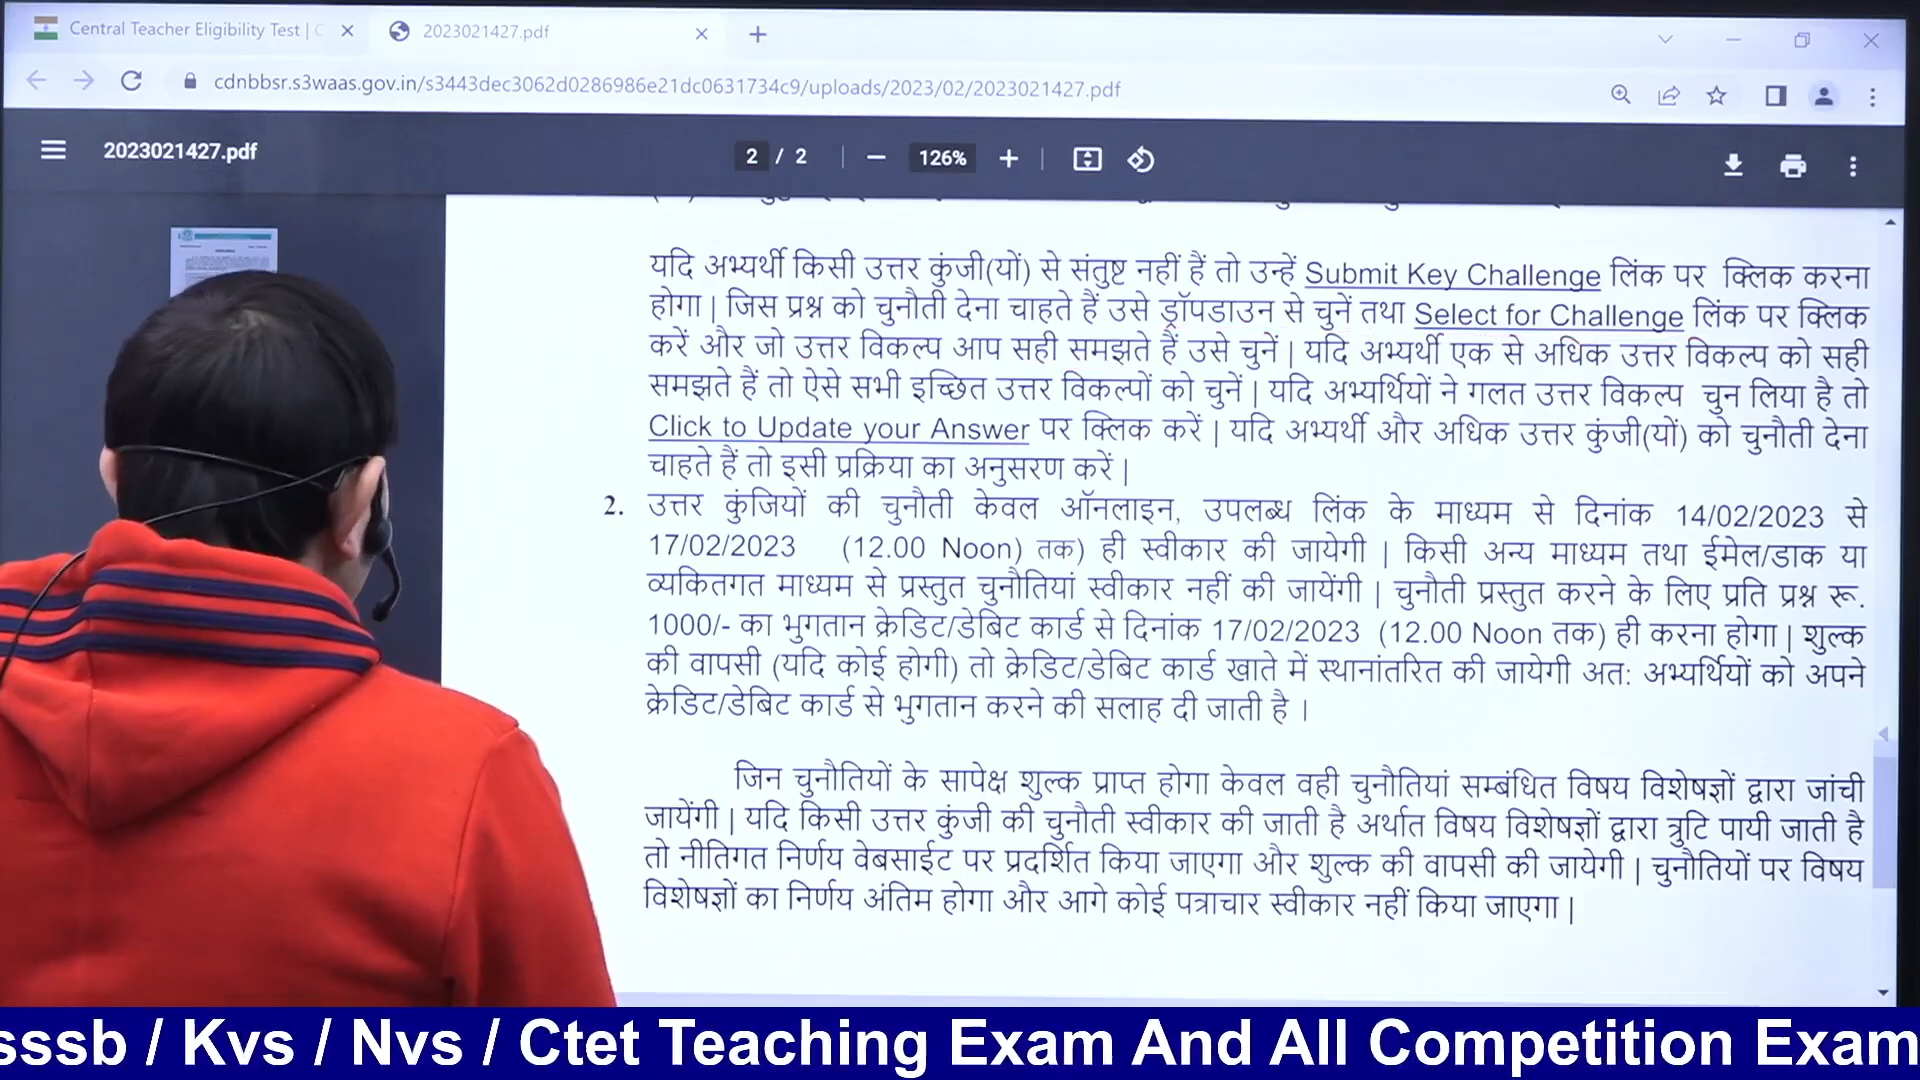 Central Teacher Eligibility Test |
2023021427.pdf
cdnbbsr.s3waas.gov.in/s3443dec3062d0286986e21dc0631734c9/uploads/2023/02/2023021427.pdf
2023021427.pdf
2 / 2
126%
यदि अभ्यर्थी किसी उत्तर कुंजी(यों) से संतुष्ट नहीं हैं तो उन्हें Submit Key Challenge लिंक पर क्लिक करना
होगा | जिस प्रश्न को चुनौती देना चाहते हैं उसे ड्रॉपडाउन से चुनें तथा Select for Challenge लिंक पर क्लिक
करें और जो उत्तर विकल्प आप सही समझते हैं उसे चुनें | यदि अभ्यर्थी एक से अधिक उत्तर विकल्प को सही
समझते हैं तो ऐसे सभी इच्छित उत्तर विकल्पों को चुनें | यदि अभ्यर्थियों ने गलत उत्तर विकल्प चुन लिया है तो
Click to Update your Answer पर क्लिक करें | यदि अभ्यर्थी और अधिक उत्तर कुंजी(यों) को चुनौती देना
चाहते हैं तो इसी प्रक्रिया का अनुसरण करें |
2. उत्तर कुंजियों की चुनौती केवल ऑनलाइन, उपलब्ध लिंक के माध्यम से दिनांक 14/02/2023 से
17/02/2023 (12.00 Noon) तक) ही स्वीकार की जायेगी | किसी अन्य माध्यम तथा ईमेल/डाक या
व्यकितगत माध्यम से प्रस्तुत चुनौतियां स्वीकार नहीं की जायेंगी | चुनौती प्रस्तुत करने के लिए प्रति प्रश्न रू.
1000/- का भुगतान क्रेडिट/डेबिट कार्ड से दिनांक 17/02/2023 (12.00 Noon तक) ही करना होगा | शुल्क
की वापसी (यदि कोई होगी) तो क्रेडिट/डेबिट कार्ड खाते में स्थानांतरित की जायेगी अत: अभ्यर्थियों को अपने
क्रेडिट/डेबिट कार्ड से भुगतान करने की सलाह दी जाती है ।
जिन चुनौतियों के सापेक्ष शुल्क प्राप्त होगा केवल वही चुनौतियां सम्बंधित विषय विशेषज्ञों द्वारा जांची
जायेंगी | यदि किसी उत्तर कुंजी की चुनौती स्वीकार की जाती है अर्थात विषय विशेषज्ञों द्वारा त्रुटि पायी जाती है
तो नीतिगत निर्णय वेबसाईट पर प्रदर्शित किया जाएगा और शुल्क की वापसी की जायेगी | चुनौतियों पर विषय
विशेषज्ञों का निर्णय अंतिम होगा और आगे कोई पत्राचार स्वीकार नहीं किया जाएगा |
sssb / Kvs / Nvs / Ctet Teaching Exam And All Competition Exam